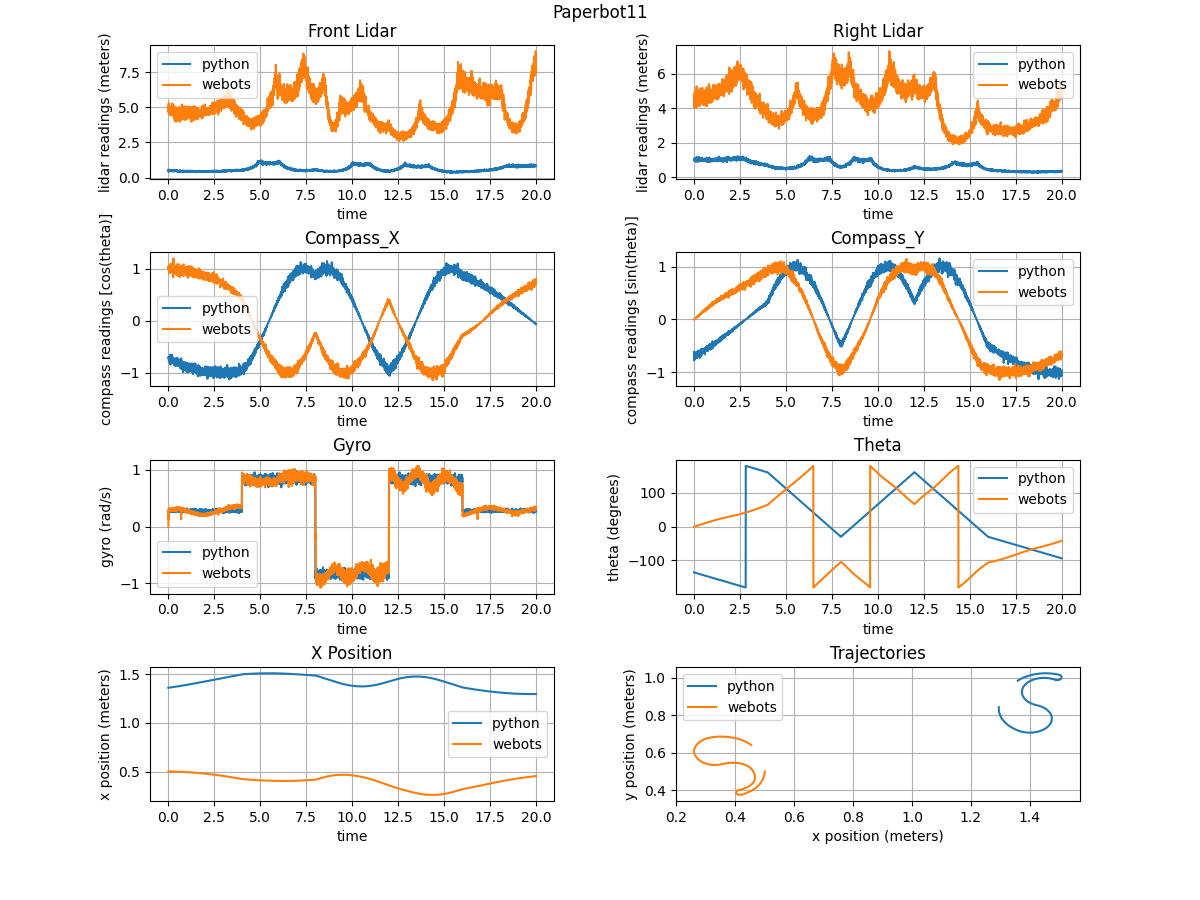 Paperbot11
Front Lidar
lidar readings (meters)
7.5
5.0
2.5
0.0
python
webots
0.0 2.5 5.0 7.5 10.0 12.5 15.0 17.5 20.0
time
Right Lidar
lidar readings (meters)
6
4
2
0
python
webots
0.0 2.5 5.0 7.5 10.0 12.5 15.0 17.5 20.0
time
Compass_X
compass readings [cos(theta)]
1
0
−1
python
webots
0.0 2.5 5.0 7.5 10.0 12.5 15.0 17.5 20.0
time
Compass_Y
compass readings [sin(theta)]
1
0
−1
python
webots
0.0 2.5 5.0 7.5 10.0 12.5 15.0 17.5 20.0
time
Gyro
gyro (rad/s)
1
0
−1
python
webots
0.0 2.5 5.0 7.5 10.0 12.5 15.0 17.5 20.0
time
Theta
theta (degrees)
100
0
−100
python
webots
0.0 2.5 5.0 7.5 10.0 12.5 15.0 17.5 20.0
time
X Position
x position (meters)
1.5
1.0
0.5
python
webots
0.0 2.5 5.0 7.5 10.0 12.5 15.0 17.5 20.0
time
Trajectories
y position (meters)
1.0
0.8
0.6
0.4
python
webots
0.2 0.4 0.6 0.8 1.0 1.2 1.4
x position (meters)